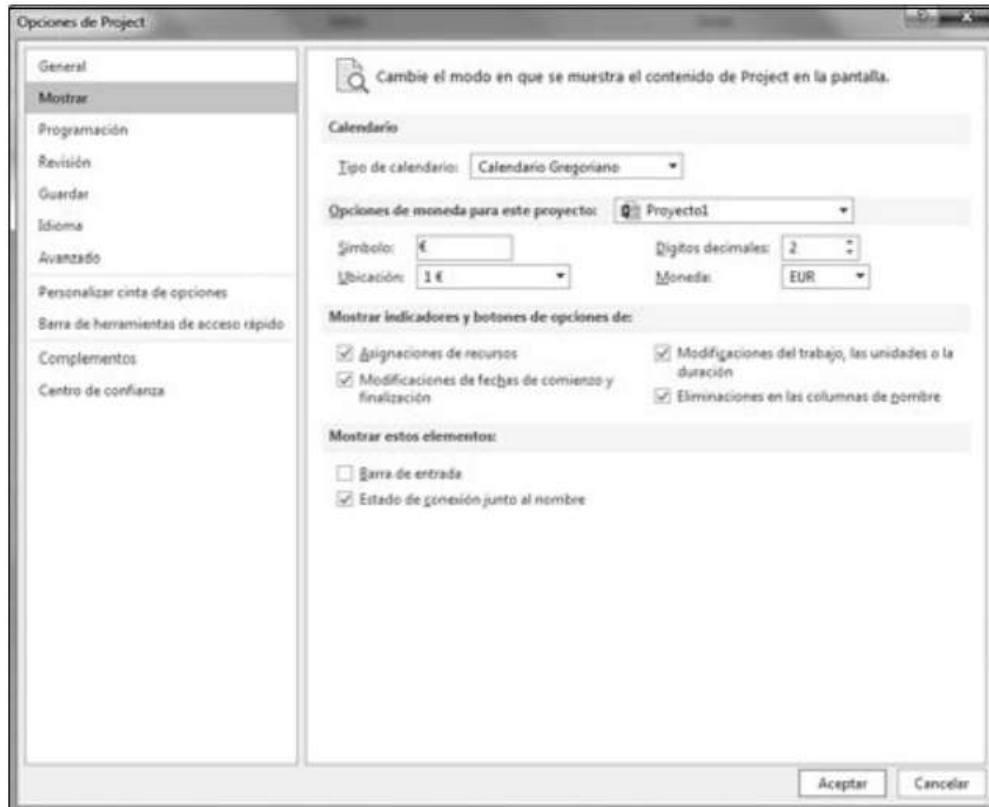 Opciones de Project
General
Mostrar
Programación
Revisión
Guardar
Idioma
Avanzado
Personalizar cinta de opciones
Barra de herramientas de acceso rápido
Complementos
Centro de confianza
Cambie el modo en que se muestra el contenido de Project en la pantalla.
Calendario
Tipo de calendario: Calendario Gregoriano
Opciones de moneda para este proyecto: Proyecto1
Símbolo: €
Dígitos decimales: 2
Ubicación: 1 €
Moneda: EUR
Mostrar indicadores y botones de opciones de:
Asignaciones de recursos
Modificaciones de fechas de comienzo y
finalización
Modificaciones del trabajo, las unidades o la
duración
Eliminaciones en las columnas de nombre
Mostrar estos elementos:
Barra de entrada
Estado de conexión junto al nombre
Aceptar
Cancelar